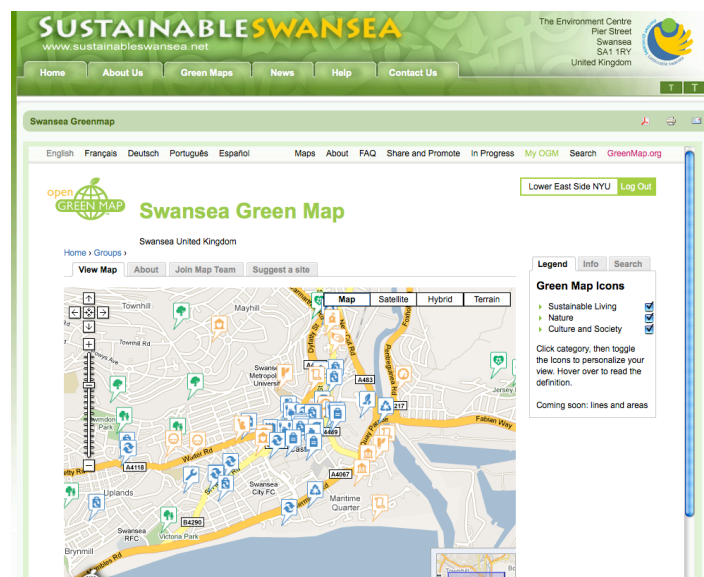 SUSTAINABLESWANSEA
www.sustainableswansea.net
The Environment Centre
Pier Street
Swansea
SA1 1RY
United Kingdom
Home About Us Green Maps News Help Contact Us
T T
Swansea Greenmap
English Français Deutsch Português Español Maps About FAQ Share and Promote In Progress My OGM Search GreenMap.org
open
GREEN MAP
Lower East Side NYU Log Out
Swansea Green Map
Swansea United Kingdom
Home › Groups ›
View Map About Join Map Team Suggest a site
Legend Info Search
Green Map Icons
Sustainable Living
Nature
Culture and Society
Click category, then toggle
the Icons to personalize your
view. Hover over to read the
definition.
Coming soon: lines and areas
Map Satellite Hybrid Terrain
Townhill
Mayhill
Townhill Rd
Dyfatty St
Pentreguinea Rd
A483
217
Fabian Way
A4118
A4067
Uplands
Swansea
City FC
Maritime
Quarter
B4290
Swansea
RFC
Victoria Park
Brynmill